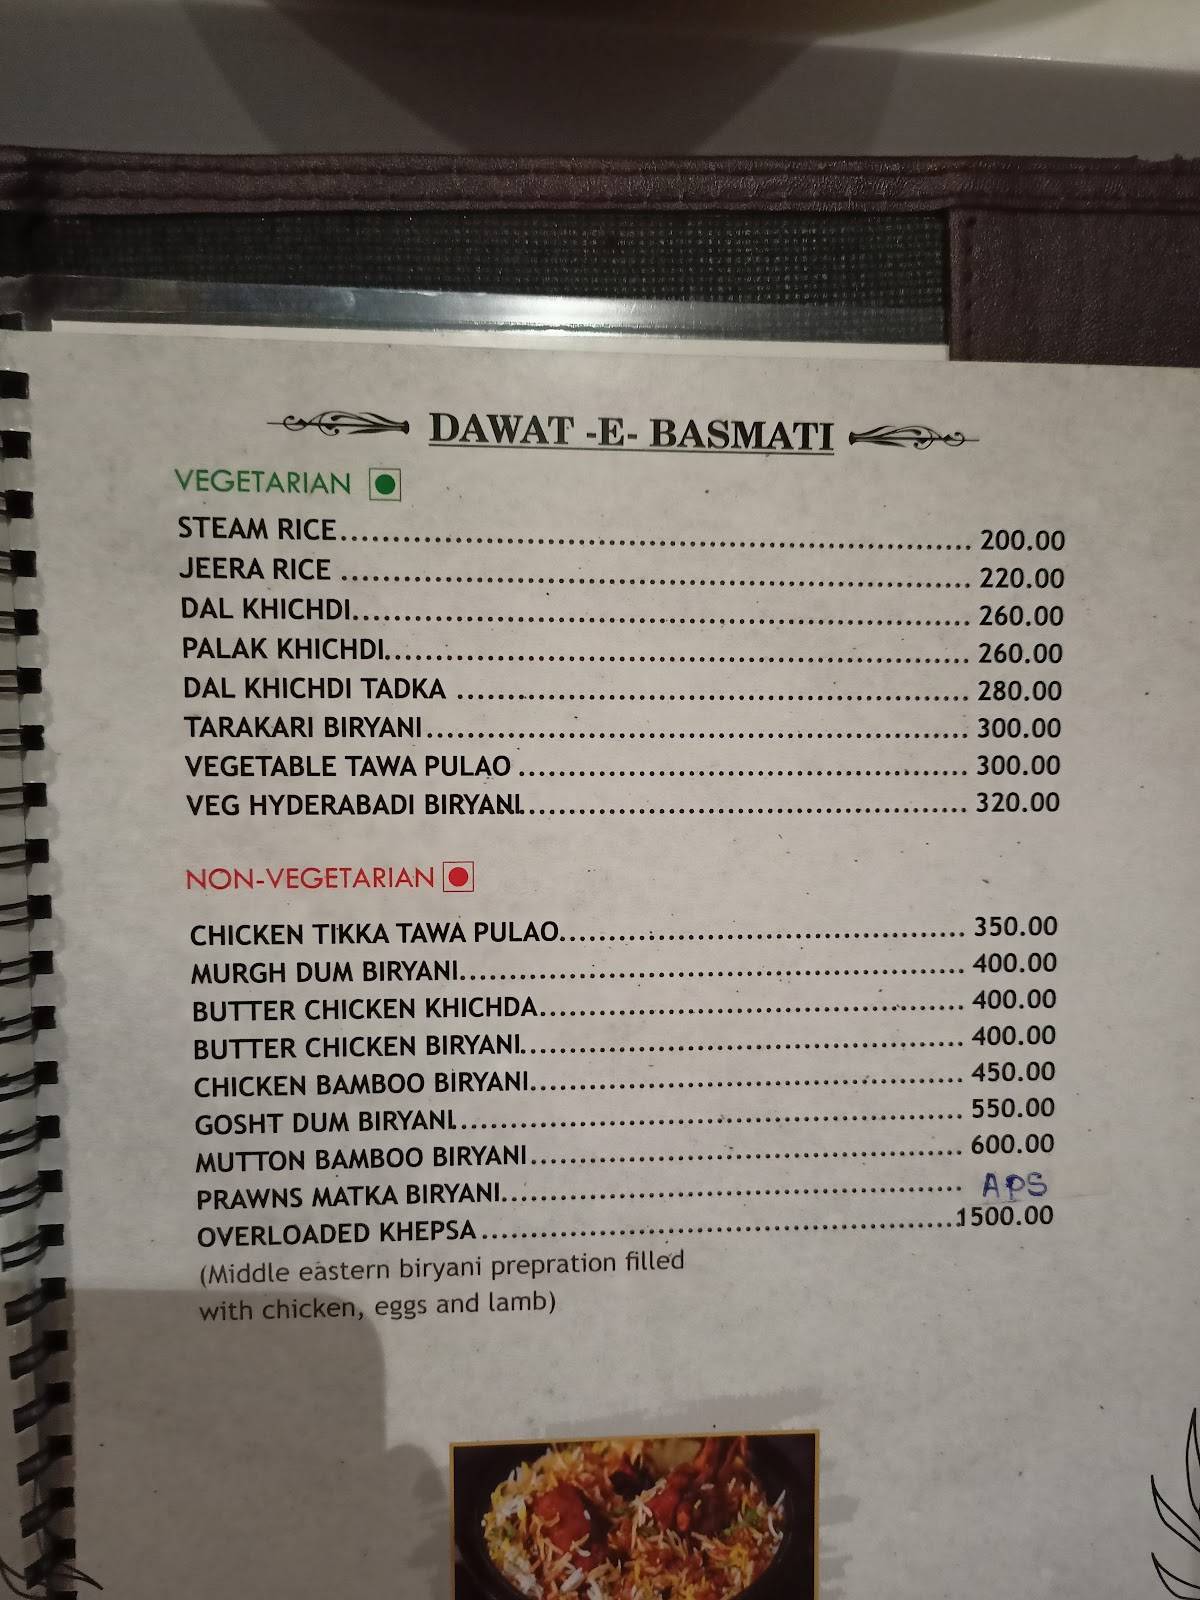 DAWAT -E- BASMATI
VEGETARIAN
STEAM RICE 200.00
JEERA RICE 220.00
DAL KHICHDI 260.00
PALAK KHICHDI 260.00
DAL KHICHDI TADKA 280.00
TARAKARI BIRYANI 300.00
VEGETABLE TAWA PULAO 300.00
VEG HYDERABADI BIRYANI 320.00
NON-VEGETARIAN
CHICKEN TIKKA TAWA PULAO 350.00
MURGH DUM BIRYANI 400.00
BUTTER CHICKEN KHICHDA 400.00
BUTTER CHICKEN BIRYANI 400.00
CHICKEN BAMBOO BIRYANI 450.00
GOSHT DUM BIRYANI 550.00
MUTTON BAMBOO BIRYANI 600.00
PRAWNS MATKA BIRYANI APS
OVERLOADED KHEPSA 1500.00
(Middle eastern biryani prepration filled
with chicken, eggs and lamb)